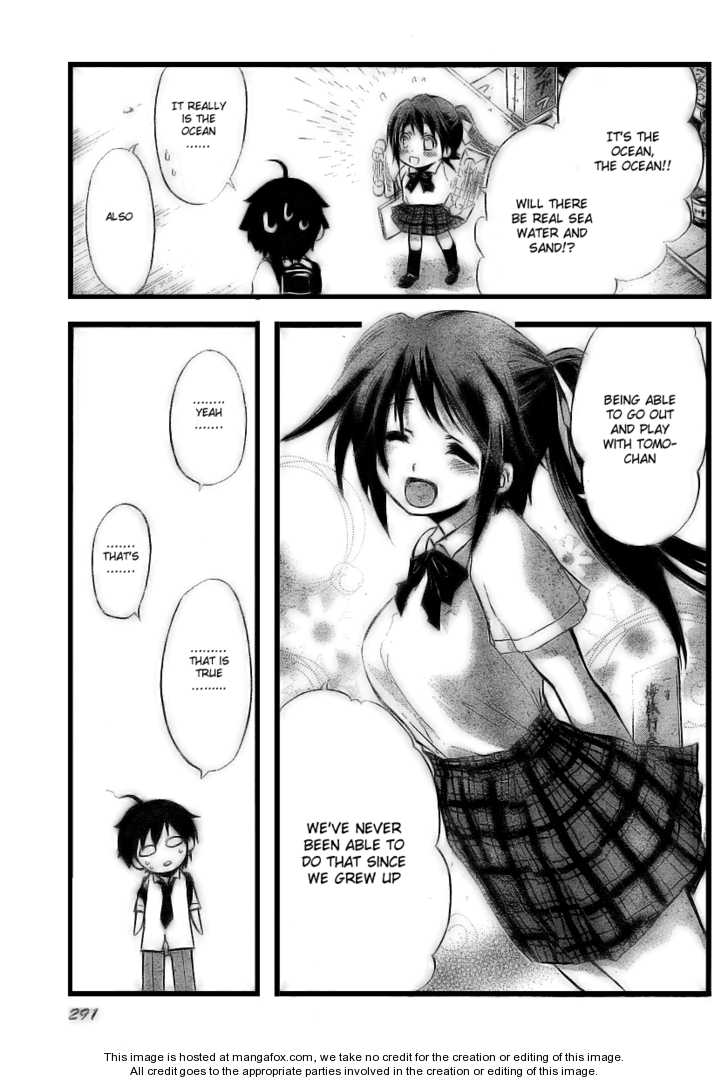 IT'S THE
OCEAN,
THE OCEAN!!
WILL THERE
BE REAL SEA
WATER AND
SAND!?
IT REALLY
IS THE
OCEAN
......
ALSO
BEING ABLE
TO GO OUT
AND PLAY
WITH TOMO-
CHAN
WE'VE NEVER
BEEN ABLE TO
DO THAT SINCE
WE GREW UP
........
YEAH
.......
.......
THAT'S
.......
.........
THAT IS
TRUE
.........
291
This image is hosted at mangafox.com, we take no credit for the creation or editing of this image.
All credit goes to the appropriate parties involved in the creation or editing of this image.